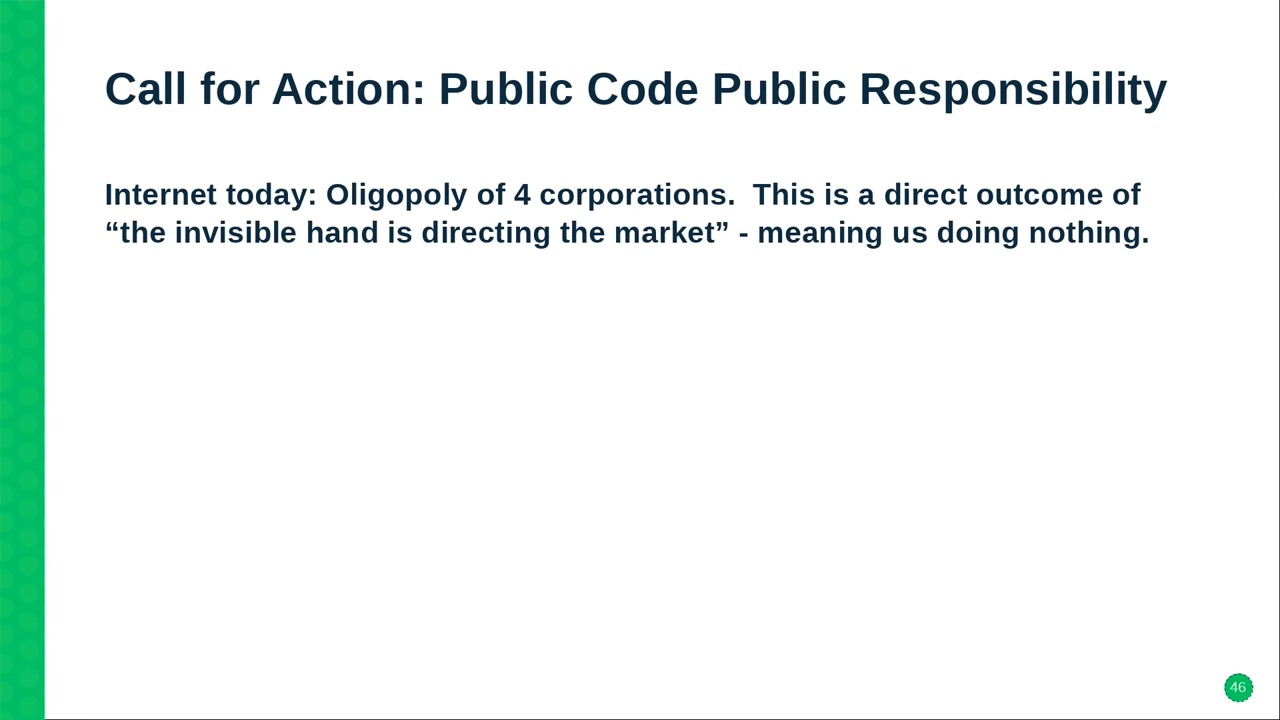 Call for Action: Public Code Public Responsibility
Internet today: Oligopoly of 4 corporations.  This is a direct outcome of
“the invisible hand is directing the market” - meaning us doing nothing.
46